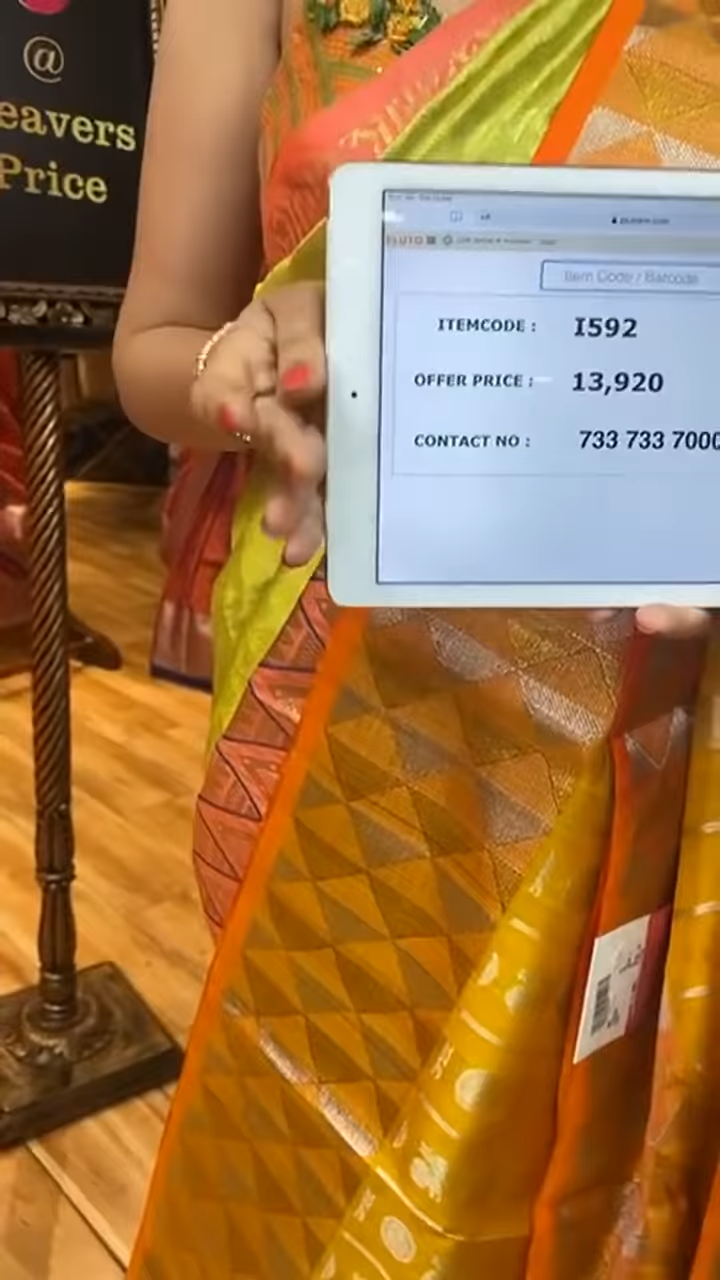 @
eavers
Price
Item Code / Barcode
ITEMCODE : I592
OFFER PRICE : 13,920
CONTACT NO : 733 733 7000